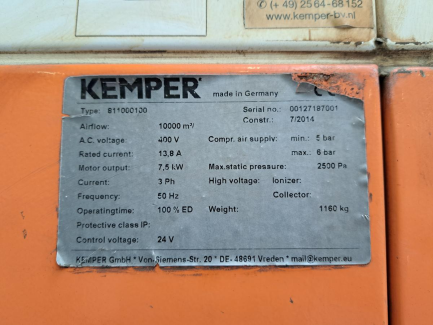 (+ 49) 25 64-68 152
www.kemper-bv.nl
KEMPER® made in Germany
Type: 811000100 Serial no.: 00127187001
Constr.: 7/2014
Airflow: 10000 m³/
A.C. voltage: 400 V Compr. air supply: min.: 5 bar
Rated current: 13,8 A max.: 6 bar
Motor output: 7,5 kW Max.static pressure: 2500 Pa
Current: 3 Ph High voltage: Ionizer:
Frequency: 50 Hz Collector:
Operatingtime: 100 % ED Weight: 1160 kg
Protective class IP:
Control voltage: 24 V
KEMPER GmbH * Von-Siemens-Str. 20 * DE- 48691 Vreden * mail@kemper.eu